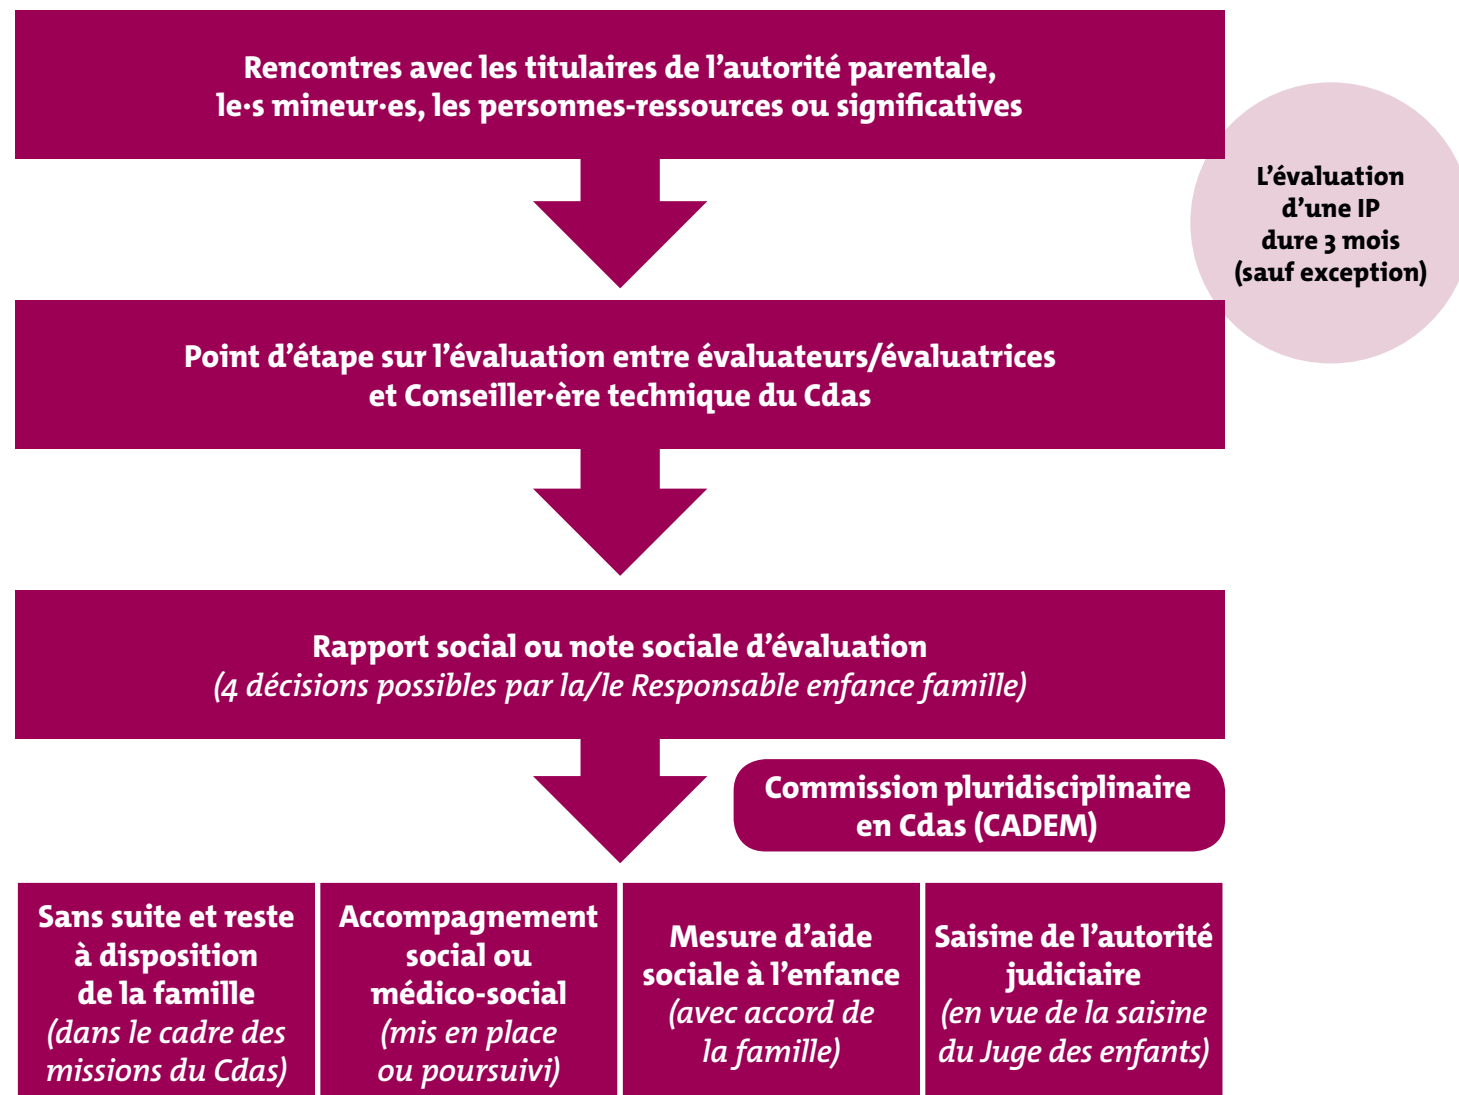 Rencontres avec les titulaires de l’autorité parentale,
le·s mineur·es, les personnes-ressources ou significatives
L’évaluation
d’une IP
dure 3 mois
(sauf exception)
Point d’étape sur l’évaluation entre évaluateurs/évaluatrices
et Conseiller·ère technique du Cdas
Rapport social ou note sociale d’évaluation
(4 décisions possibles par la/le Responsable enfance famille)
Commission pluridisciplinaire
en Cdas (CADEM)
Sans suite et reste
à disposition
de la famille
(dans le cadre des
missions du Cdas)
Accompagnement
social ou
médico-social
(mis en place
ou poursuivi)
Mesure d’aide
sociale à l’enfance
(avec accord de
la famille)
Saisine de l’autorité
judiciaire
(en vue de la saisine
du Juge des enfants)